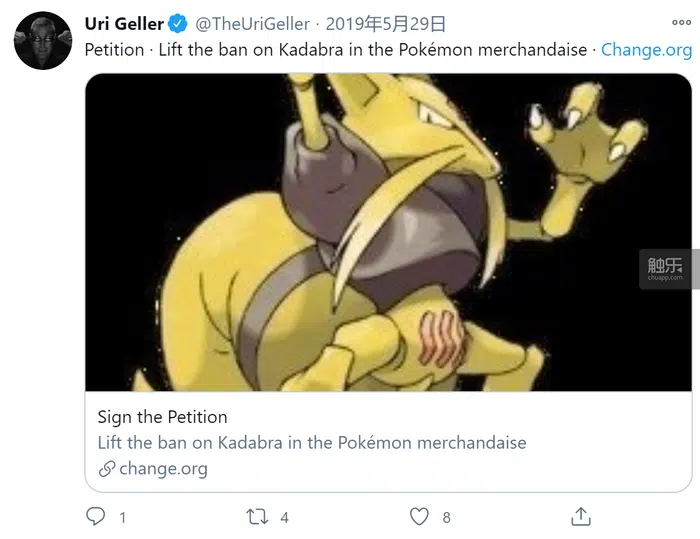 Uri Geller @TheUriGeller · 2019年5月29日
Petition · Lift the ban on Kadabra in the Pokémon merchandaise · Change.org
触乐
chuapp.com
Sign the Petition
Lift the ban on Kadabra in the Pokémon merchandaise
change.org
1 4 8